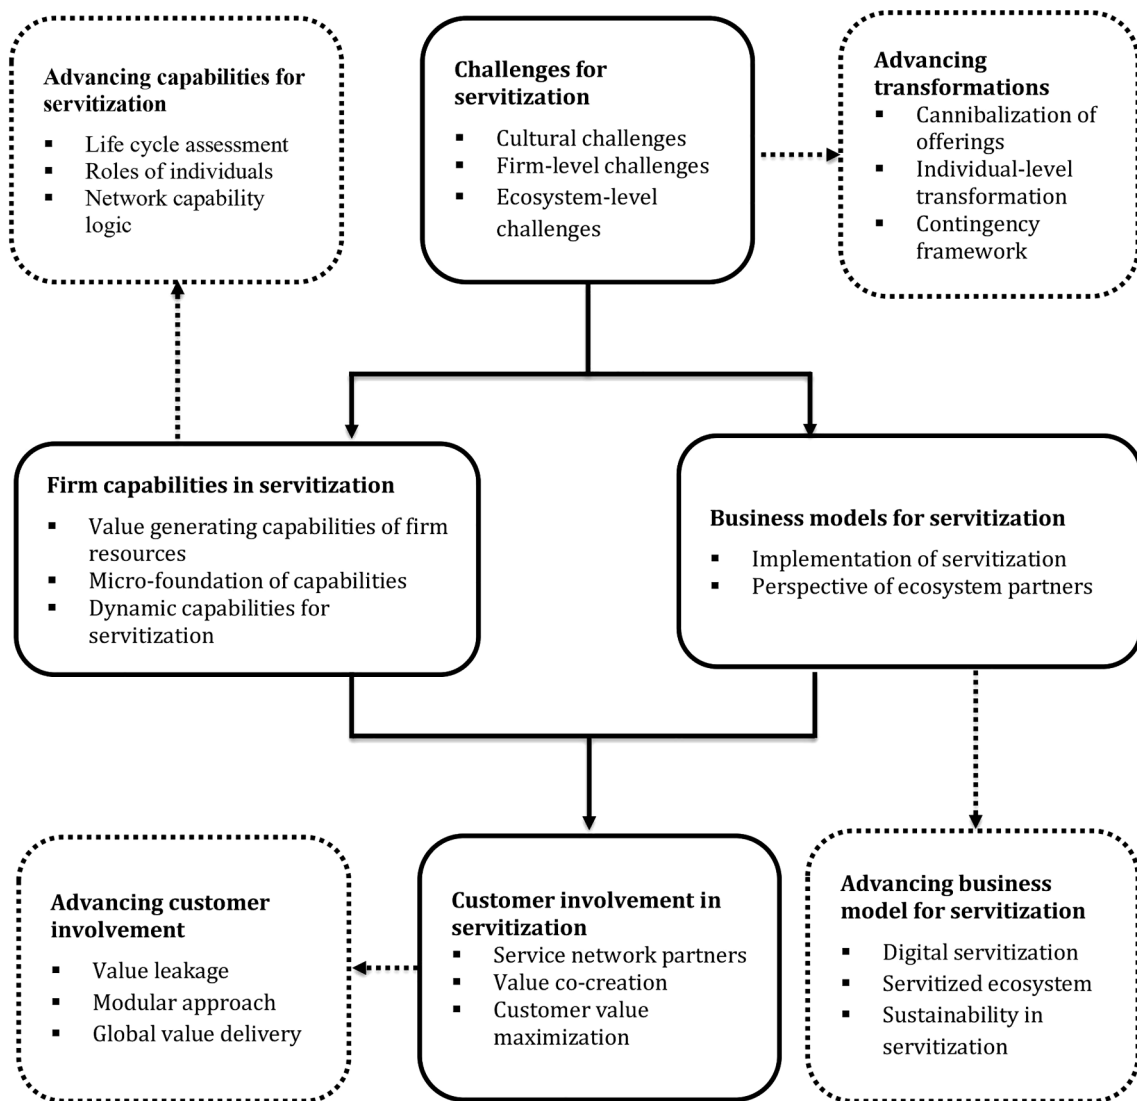 Advancing capabilities for
servitization
▪ Life cycle assessment
▪ Roles of individuals
▪ Network capability
logic
Challenges for
servitization
▪ Cultural challenges
▪ Firm-level challenges
▪ Ecosystem-level
challenges
Advancing
transformations
▪ Cannibalization of
offerings
▪ Individual-level
transformation
▪ Contingency
framework
Firm capabilities in servitization
▪ Value generating capabilities of firm
resources
▪ Micro-foundation of capabilities
▪ Dynamic capabilities for
servitization
Business models for servitization
▪ Implementation of servitization
▪ Perspective of ecosystem partners
Advancing customer
involvement
▪ Value leakage
▪ Modular approach
▪ Global value delivery
Customer involvement in
servitization
▪ Service network partners
▪ Value co-creation
▪ Customer value
maximization
Advancing business
model for servitization
▪ Digital servitization
▪ Servitized ecosystem
▪ Sustainability in
servitization